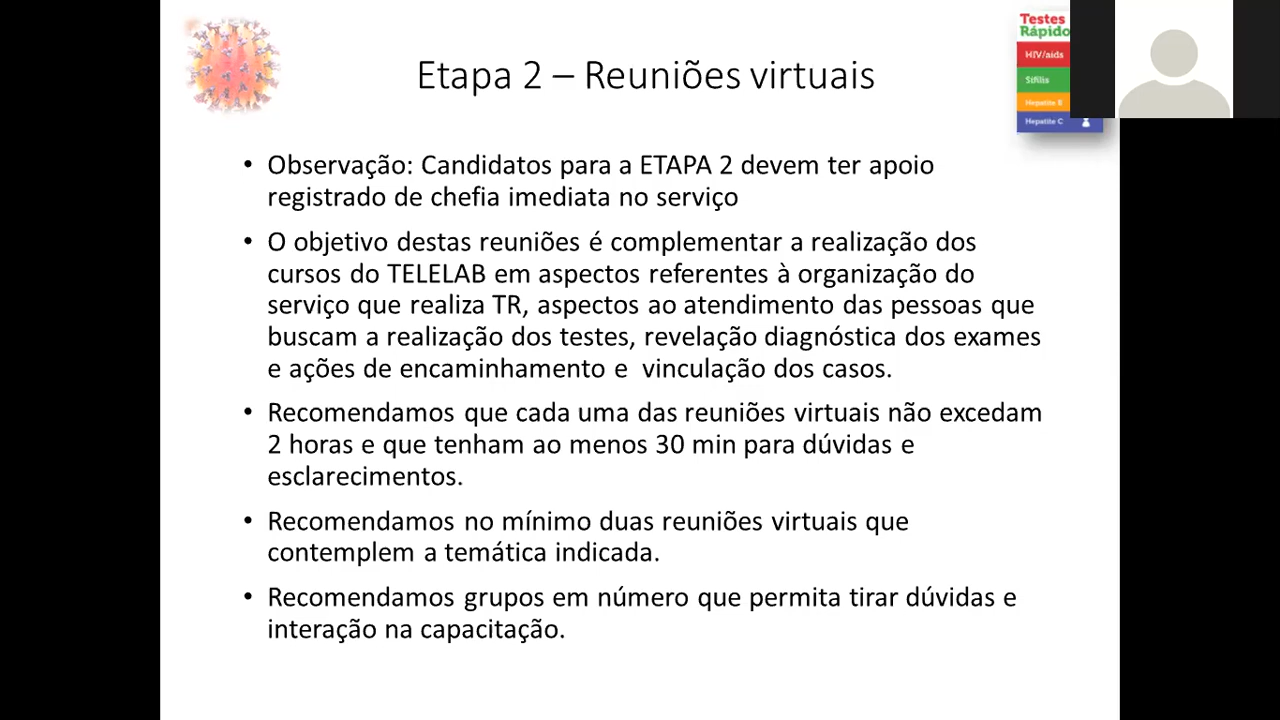 Etapa 2 – Reuniões virtuais
Testes
Rápido
HIV/aids
Sífilis
Hepatite B
Hepatite C
• Observação: Candidatos para a ETAPA 2 devem ter apoio
registrado de chefia imediata no serviço
• O objetivo destas reuniões é complementar a realização dos
cursos do TELELAB em aspectos referentes à organização do
serviço que realiza TR, aspectos ao atendimento das pessoas que
buscam a realização dos testes, revelação diagnóstica dos exames
e ações de encaminhamento e  vinculação dos casos.
• Recomendamos que cada uma das reuniões virtuais não excedam
2 horas e que tenham ao menos 30 min para dúvidas e
esclarecimentos.
• Recomendamos no mínimo duas reuniões virtuais que
contemplem a temática indicada.
• Recomendamos grupos em número que permita tirar dúvidas e
interação na capacitação.